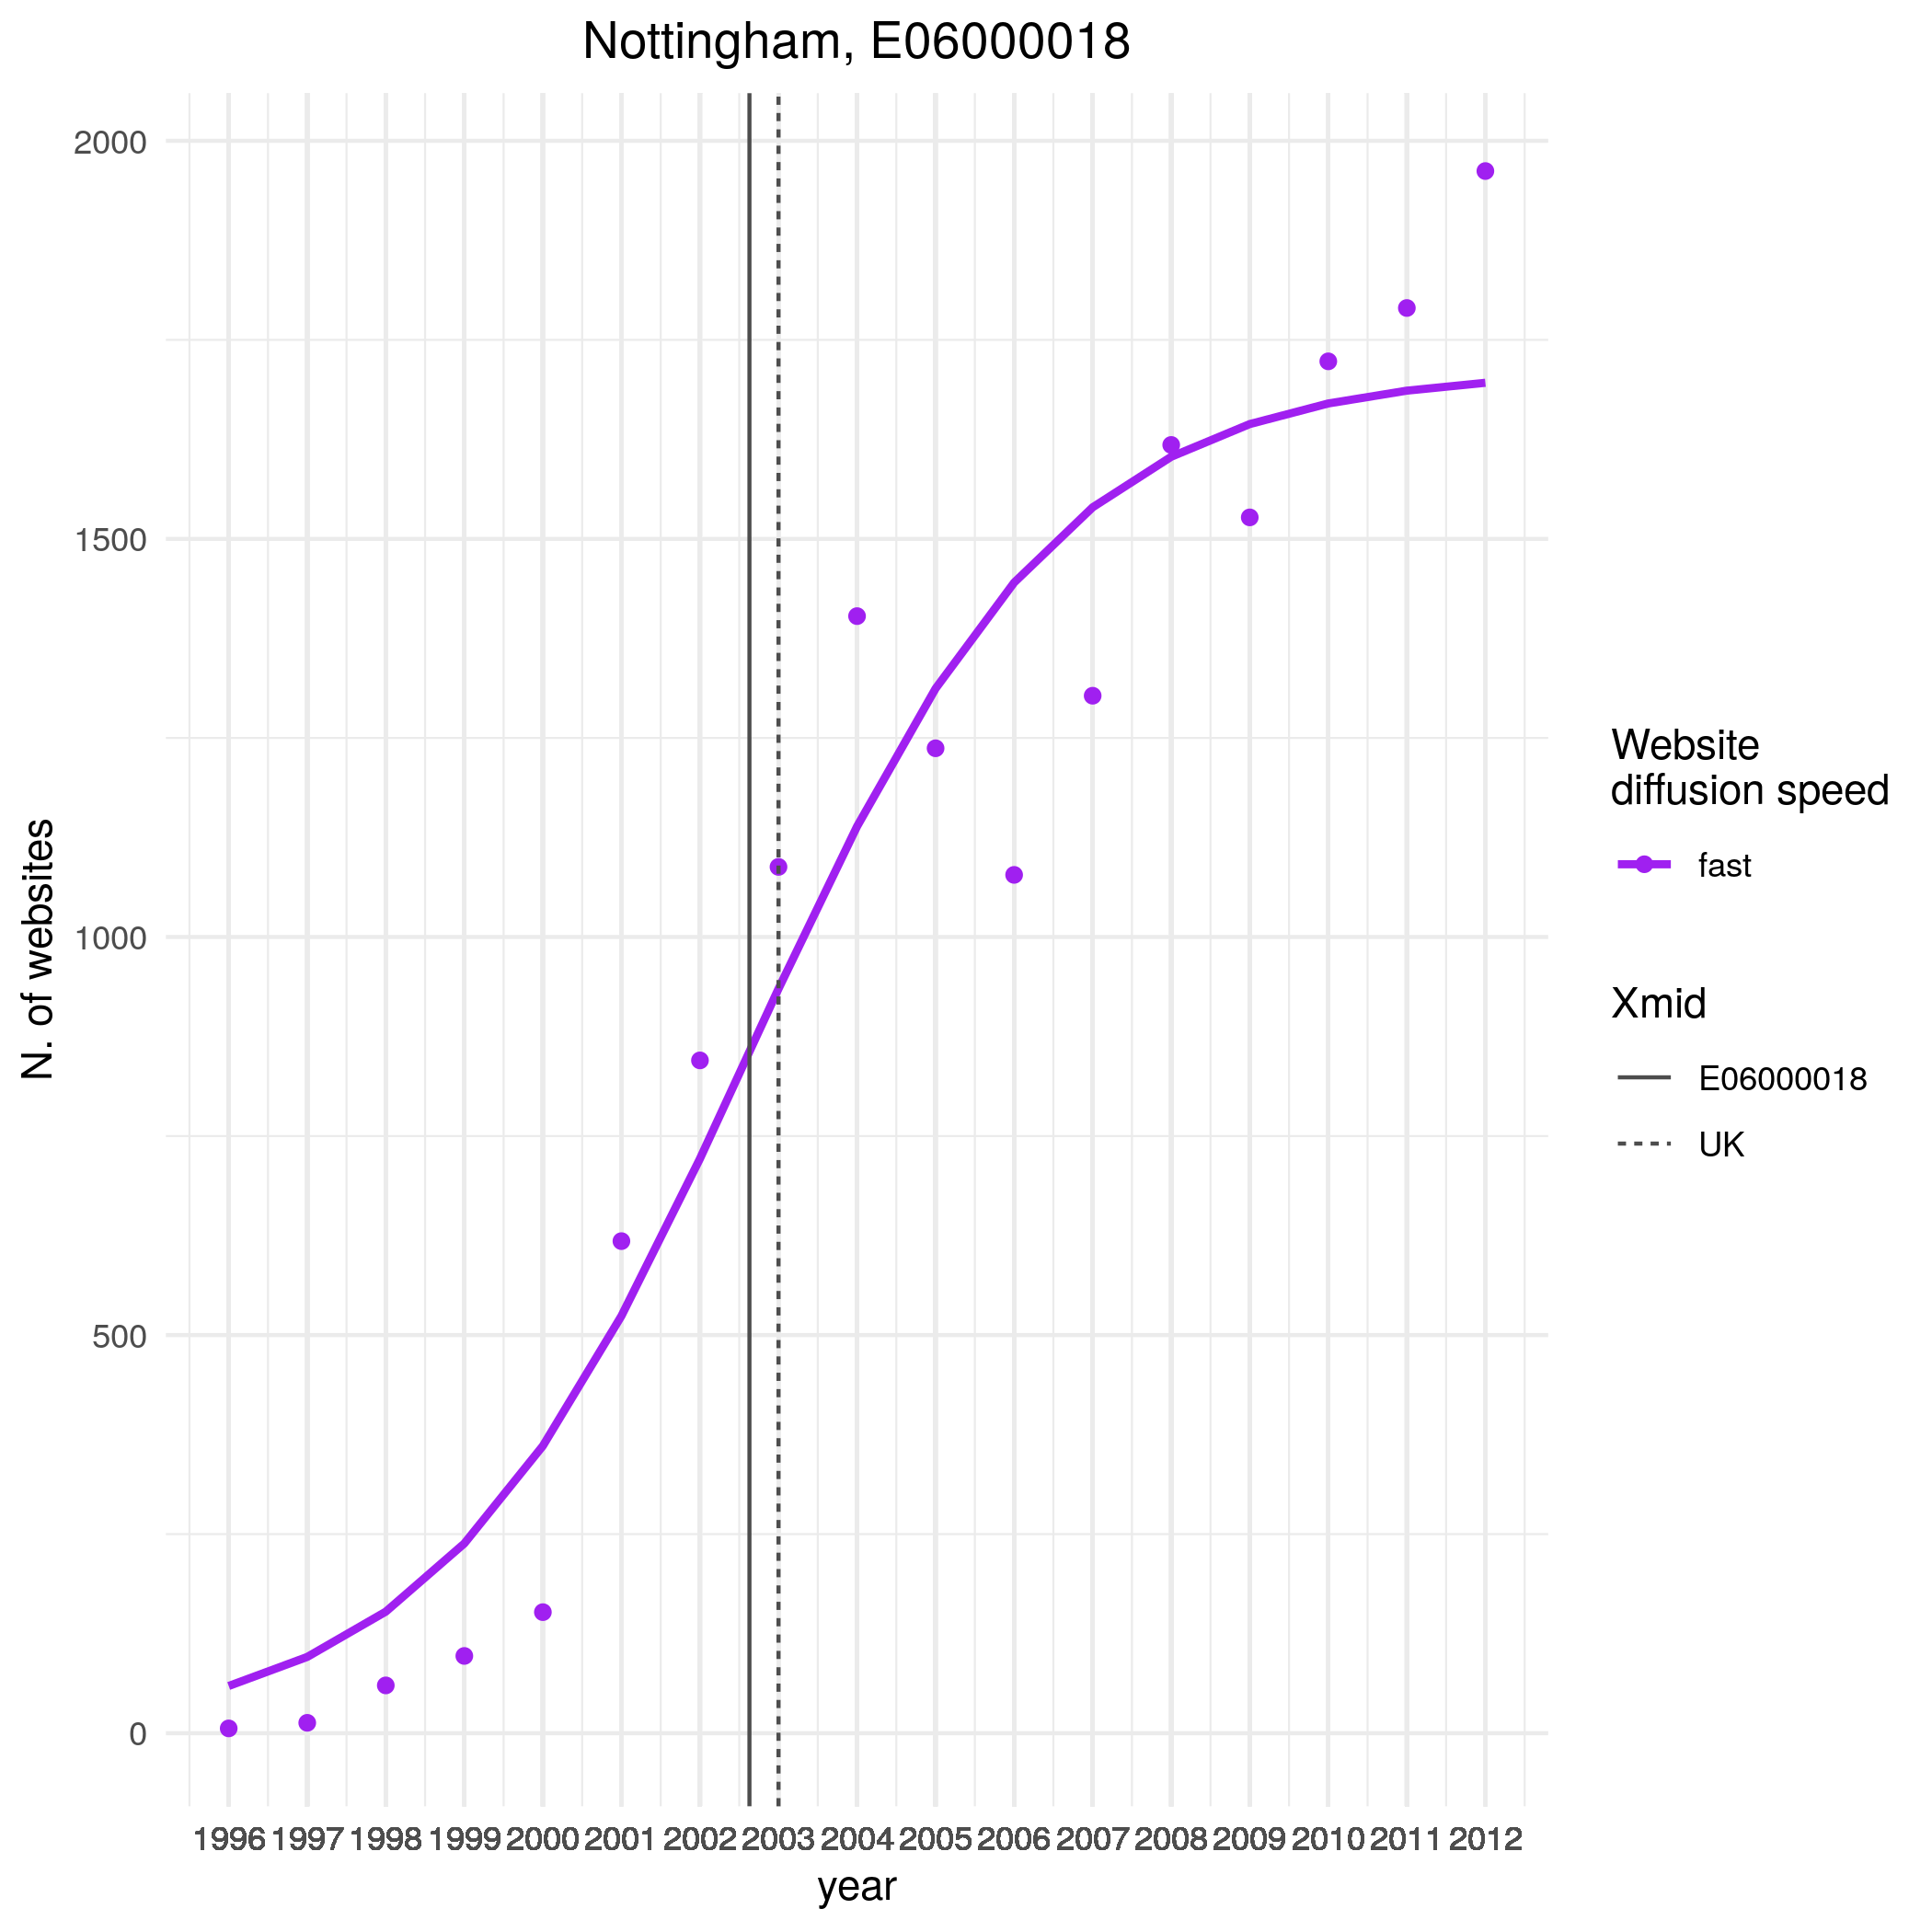 Nottingham, E06000018
2000
1500
1000
500
0
N. of websites
1996 1997 1998 1999 2000 2001 2002 2003 2004 2005 2006 2007 2008 2009 2010 2011 2012
year
Website
diffusion speed
fast
Xmid
E06000018
UK